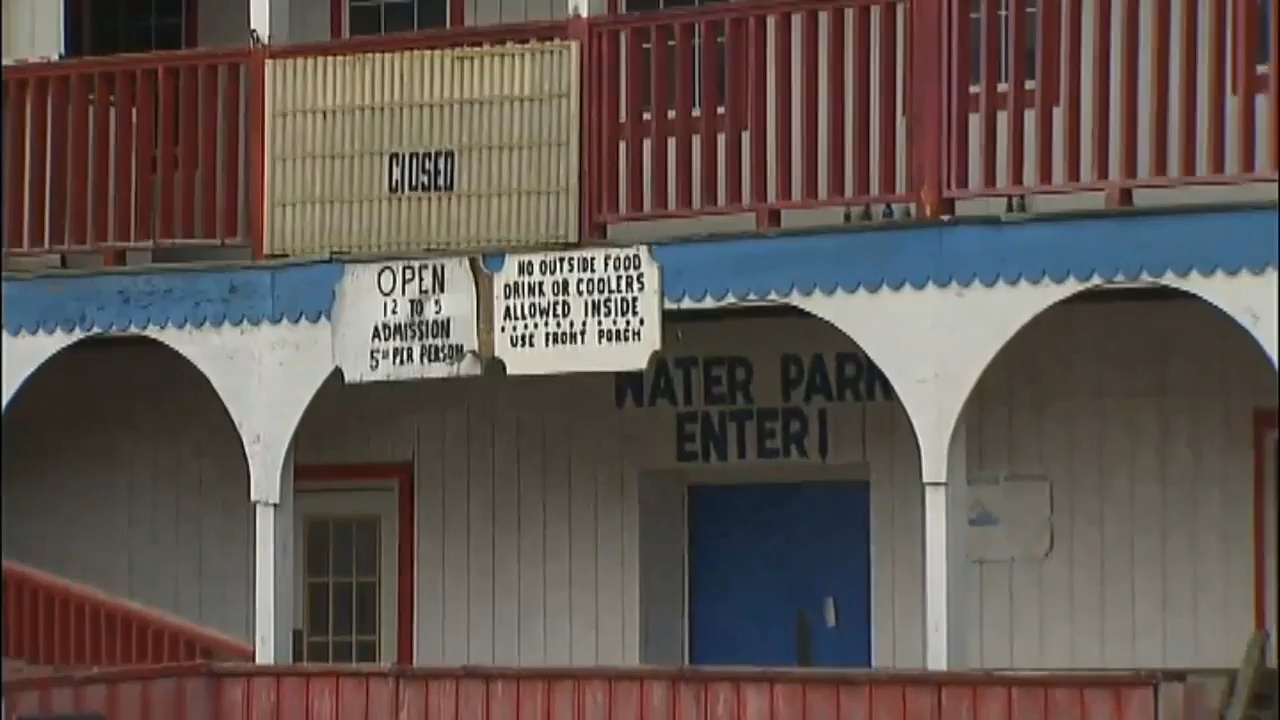 CLOSED
OPEN
12 TO 5
ADMISSION
5⁰⁰ PER PERSON
NO OUTSIDE FOOD
DRINK OR COOLERS
ALLOWED INSIDE
USE FRONT PORCH
WATER PARK
ENTER!